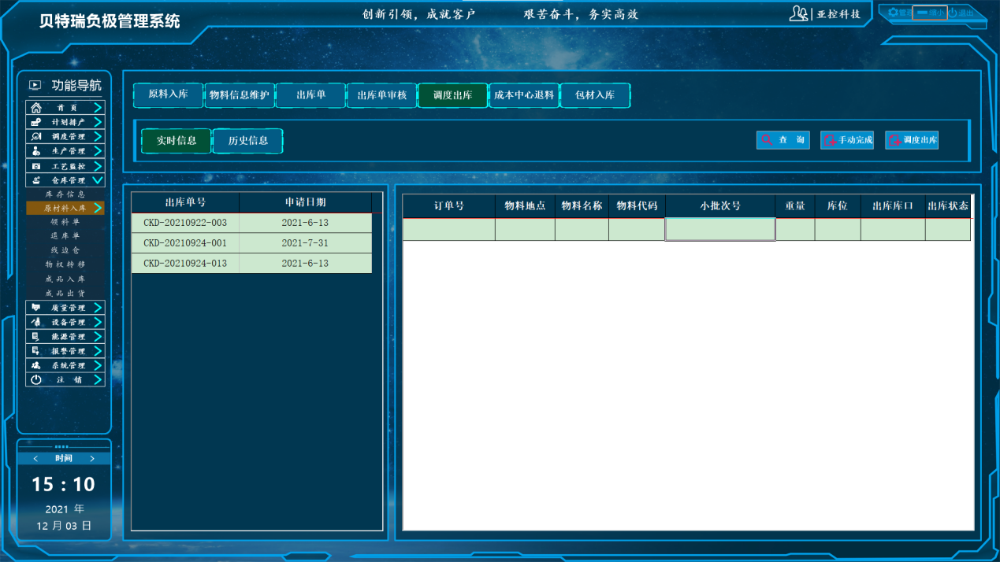 贝特瑞负极管理系统
创新引领，成就客户 艰苦奋斗，务实高效
亚控科技
管理 缩小 退出
功能导航
首 页
计划排产
调度管理
生产管理
工艺监控
仓库管理
库存信息
原材料入库
领料单
退库单
线边仓
物权转移
成品入库
成品出货
质量管理
设备管理
能源管理
报警管理
系统管理
注 销
< 时间 >
15 : 10
2021 年
12 月 03 日
原料入库 物料信息维护 出库单 出库单审核 调度出库 成本中心退料 包材入库
实时信息 历史信息 查 询 手动完成 调度出库
出库单号 申请日期
CKD-20210922-003 2021-6-13
CKD-20210924-001 2021-7-31
CKD-20210924-013 2021-6-13
订单号 物料地点 物料名称 物料代码 小批次号 重量 库位 出库库口 出库状态